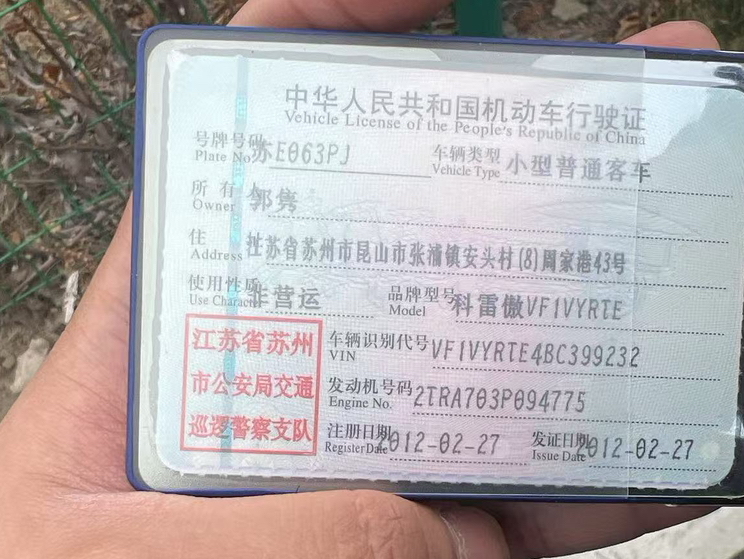 中华人民共和国机动车行驶证
Vehicle License of the People's Republic of China
号牌号码 苏E063PJ 车辆类型 小型普通客车
Plate No. Vehicle Type
所有人 郭隽
Owner
住 江苏省苏州市昆山市张浦镇安头村(8)周家港43号
Address
使用性质 非营运 品牌型号 科雷傲VF1VYRTE
Use Character Model
江苏省苏州
市公安局交通
巡逻警察支队
车辆识别代号 VF1VYRTE4BC399232
VIN
发动机号码 2TRA703P094775
Engine No.
注册日期 2012-02-27 发证日期 2012-02-27
Register Date Issue Date